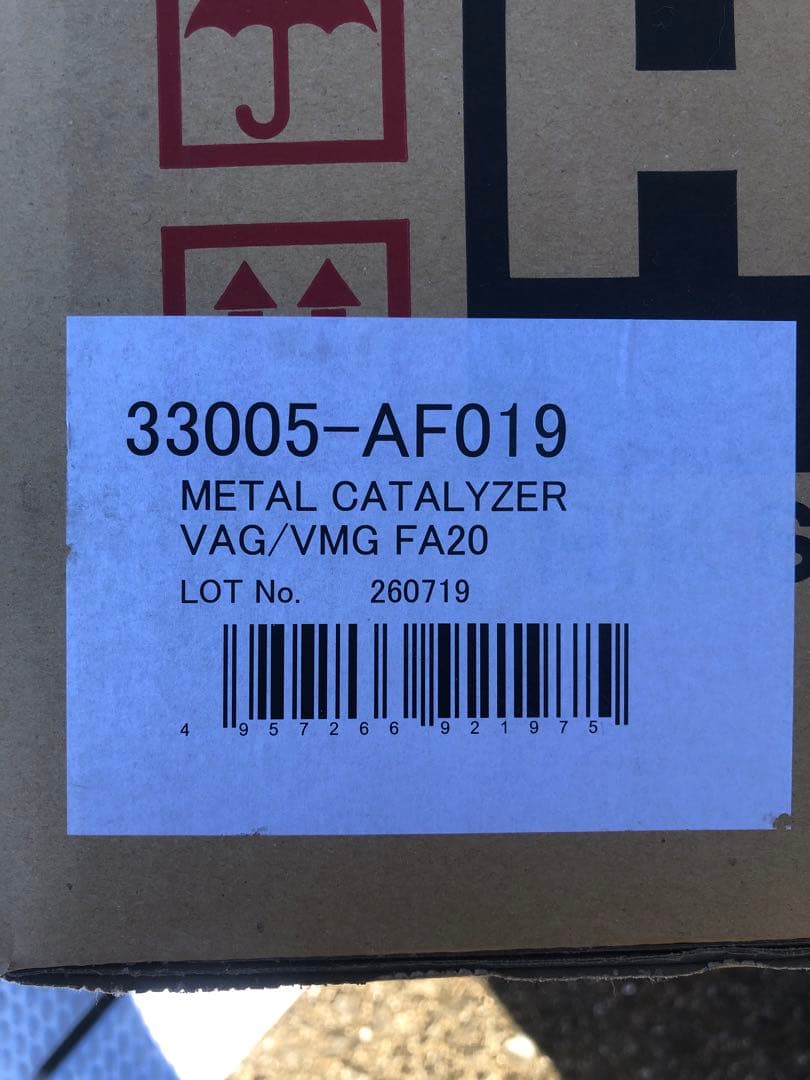 H
33005-AF019
METAL CATALYZER
VAG/VMG FA20
LOT No. 260719
4 957266 921975